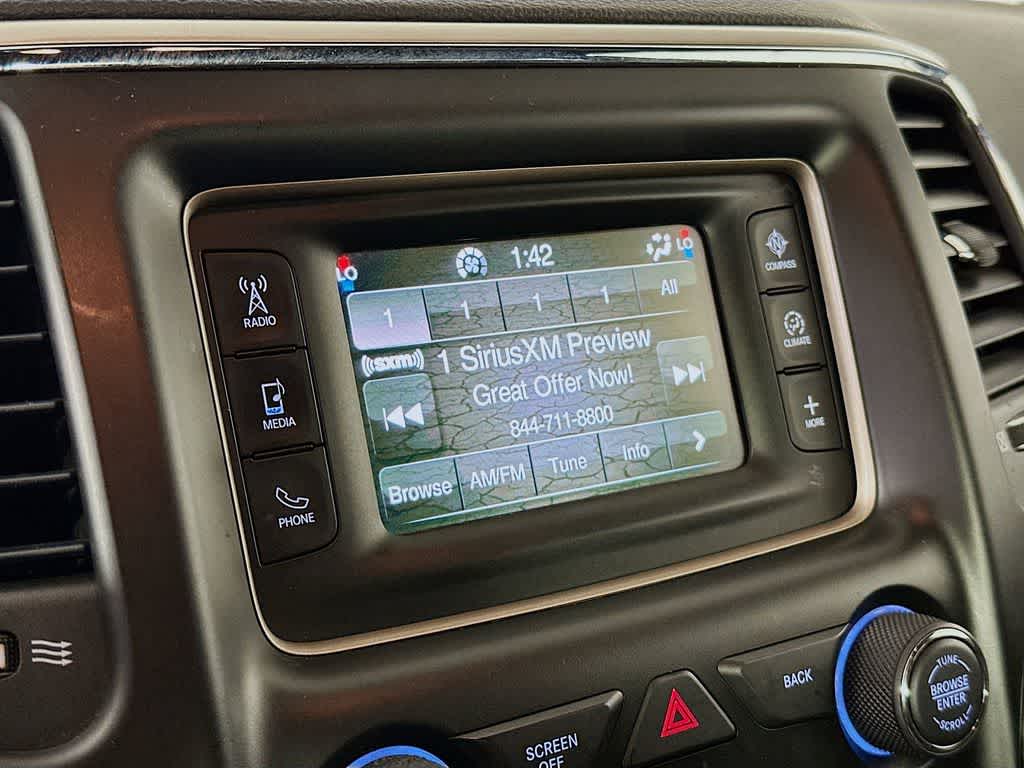 LO 1:42 LO
1 1 1 1 All
((sxm)) 1 SiriusXM Preview
Great Offer Now!
844-711-8800
Browse AM/FM Tune Info
RADIO
MEDIA
PHONE
N
COMPASS
CLIMATE
MORE
SCREEN
OFF
BACK
TUNE
BROWSE
ENTER
SCROLL